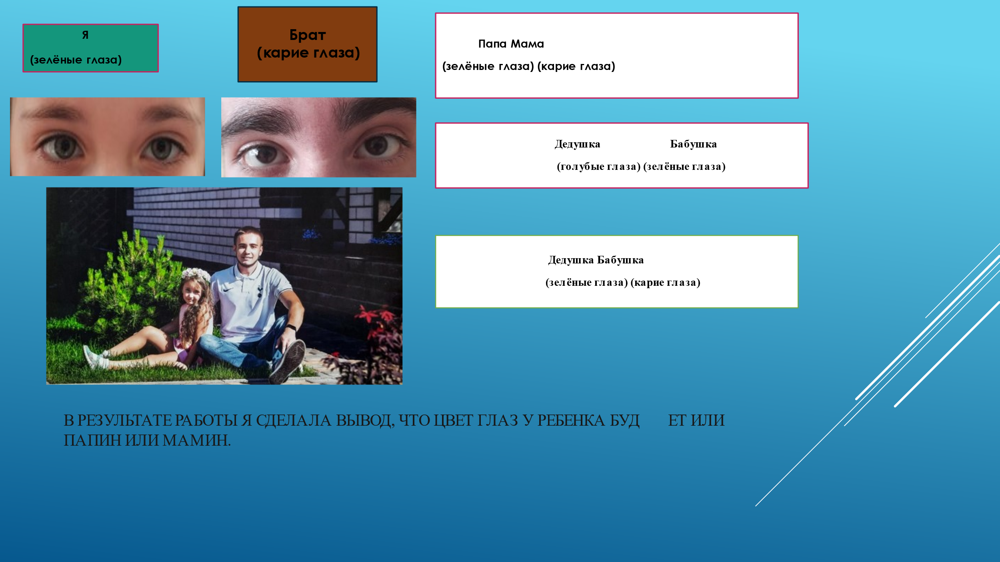 Я
(зелёные глаза)
Брат
(карие глаза)
Папа Мама
(зелёные глаза) (карие глаза)
Дедушка Бабушка
(голубые глаза) (зелёные глаза)
Дедушка Бабушка
(зелёные глаза) (карие глаза)
В РЕЗУЛЬТАТЕ РАБОТЫ Я СДЕЛАЛА ВЫВОД, ЧТО ЦВЕТ ГЛАЗ У РЕБЕНКА БУД ЕТ ИЛИ
ПАПИН ИЛИ МАМИН.